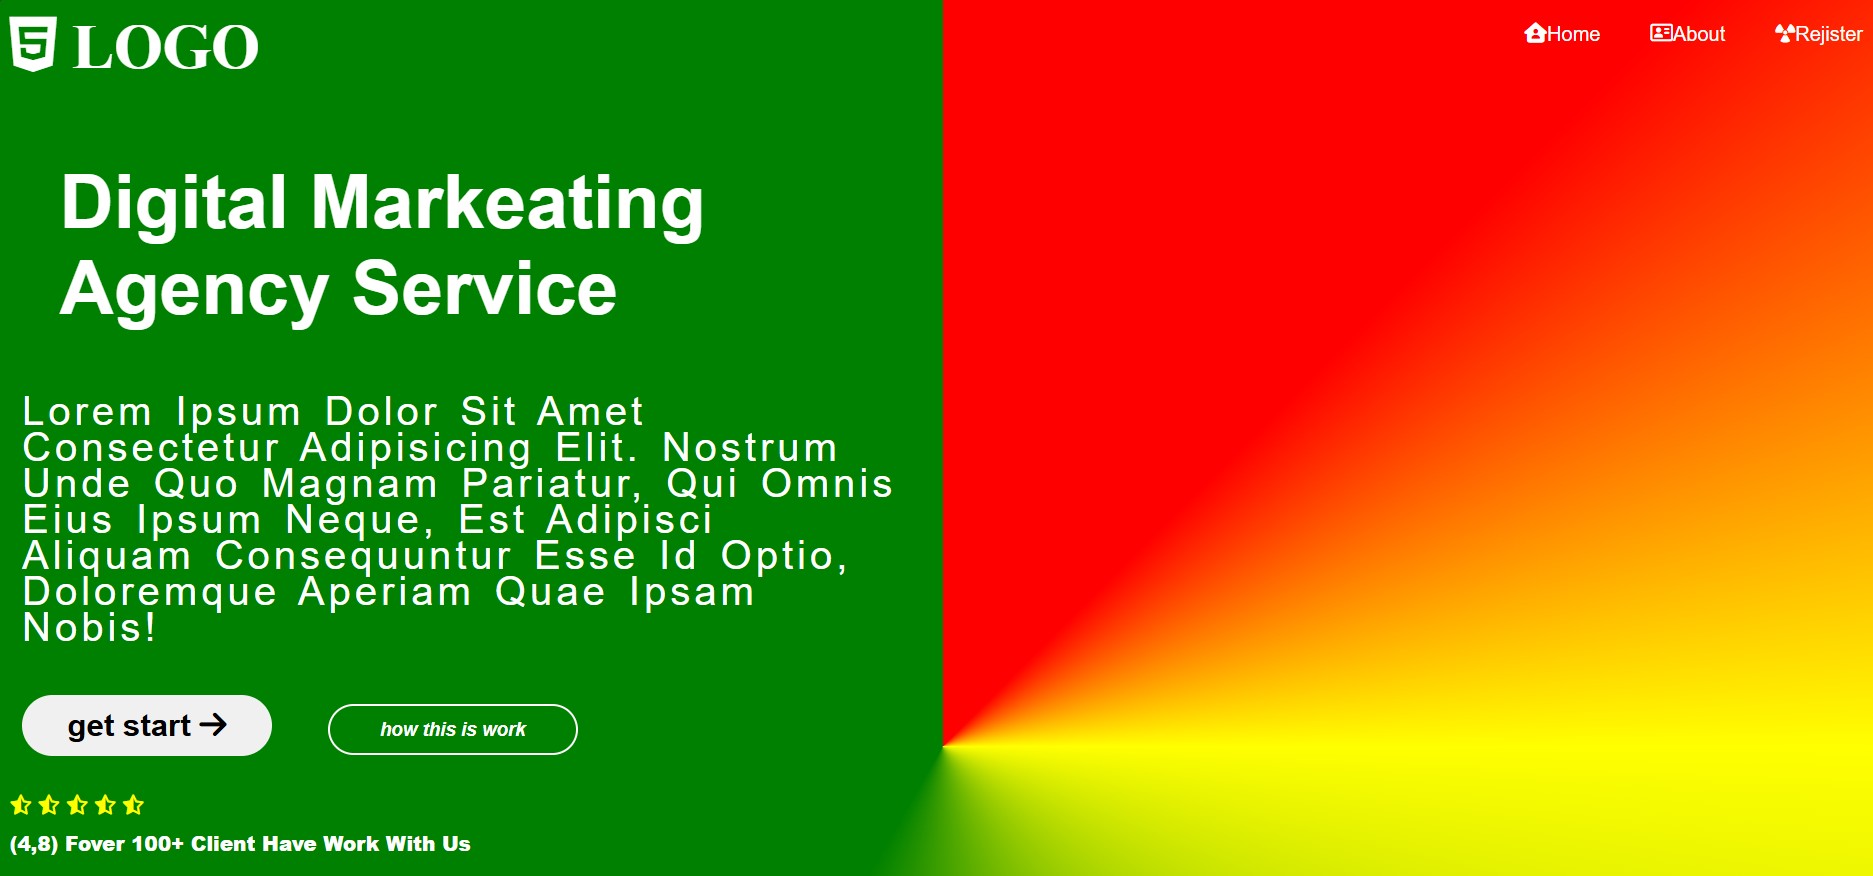 LOGO
Home About Rejister
Digital Markeating
Agency Service
Lorem Ipsum Dolor Sit Amet
Consectetur Adipisicing Elit. Nostrum
Unde Quo Magnam Pariatur, Qui Omnis
Eius Ipsum Neque, Est Adipisci
Aliquam Consequuntur Esse Id Optio,
Doloremque Aperiam Quae Ipsam
Nobis!
get start
how this is work
(4,8) Fover 100+ Client Have Work With Us